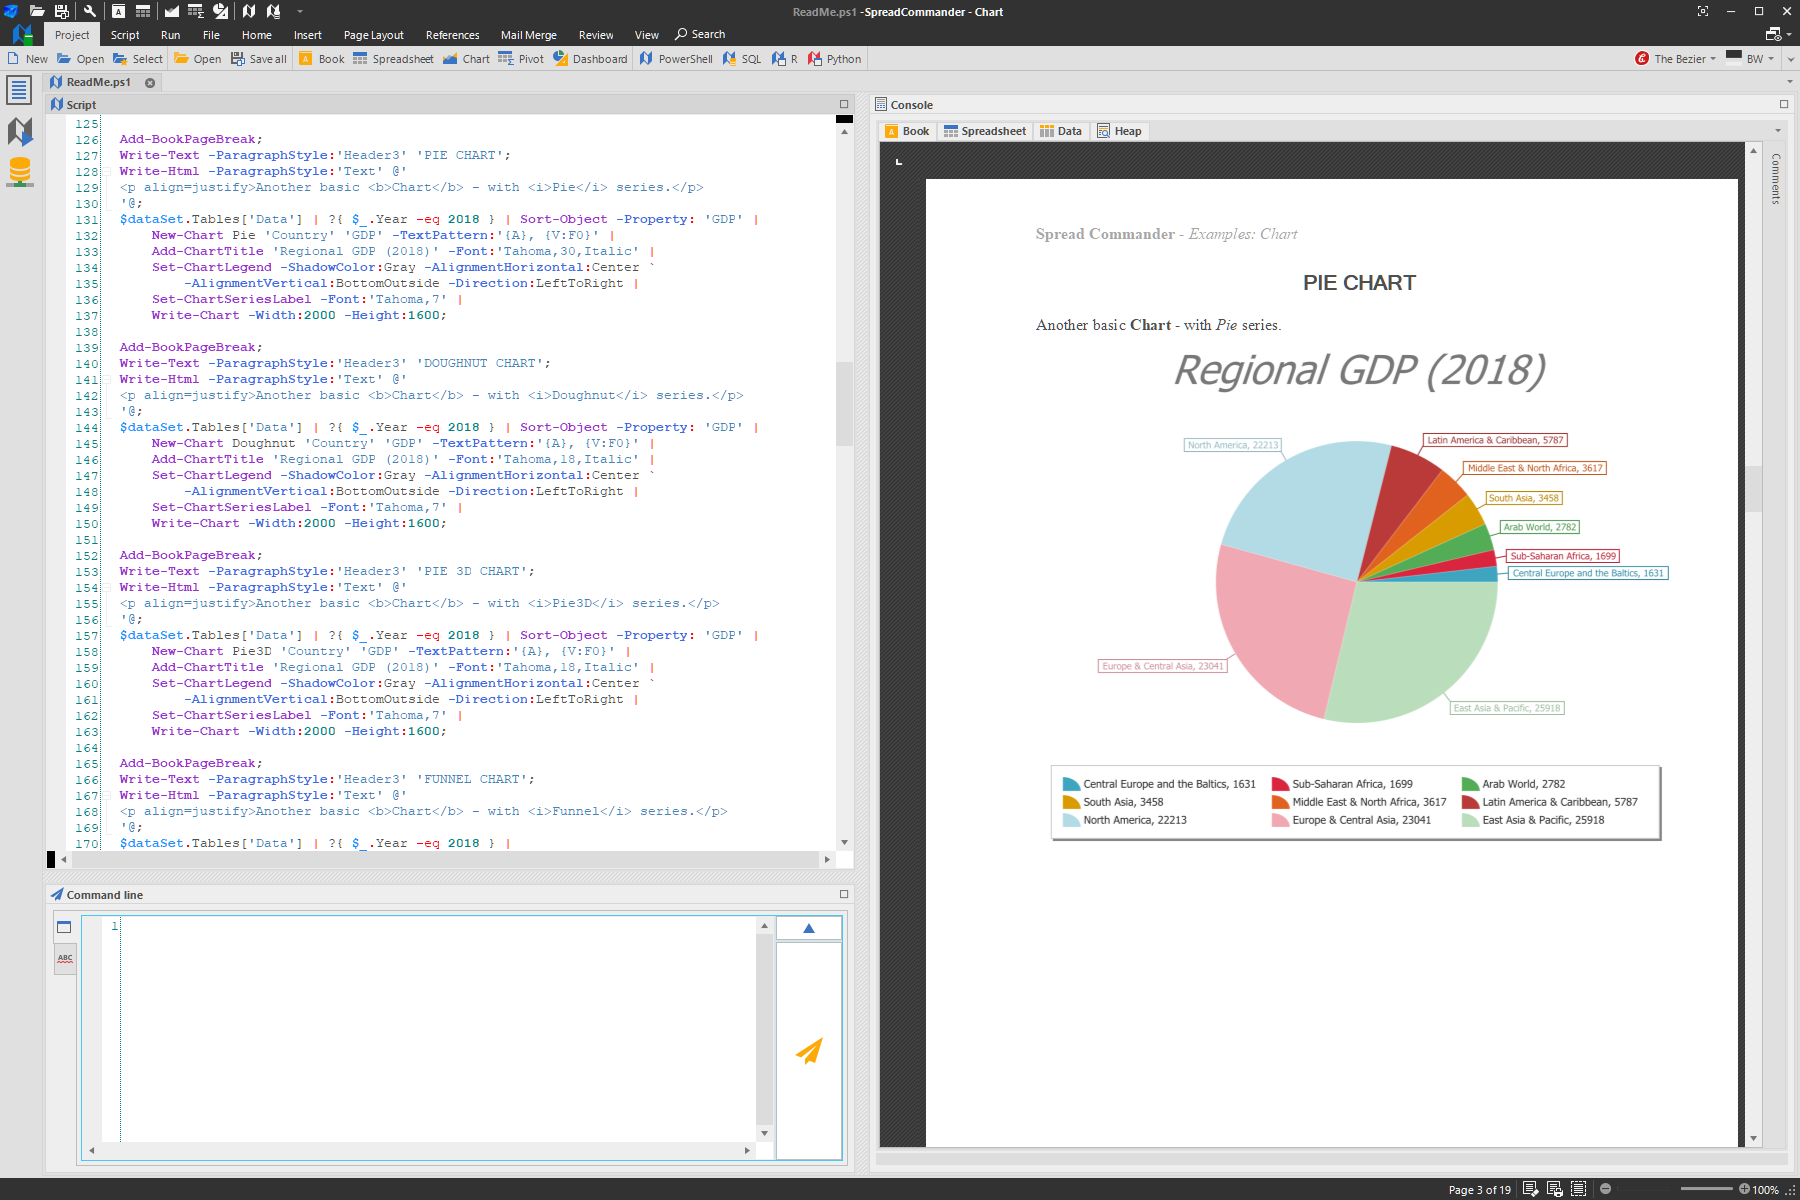 ReadMe.ps1 - SpreadCommander - Chart
Project Script Run File Home Insert Page Layout References Mail Merge Review View Search
New Open Select Open Save all Book Spreadsheet Chart Pivot Dashboard PowerShell SQL R Python The Bezier BW
ReadMe.ps1
Script
125
126 Add-BookPageBreak;
127 Write-Text -ParagraphStyle:'Header3' 'PIE CHART';
128 Write-Html -ParagraphStyle:'Text' @'
129 <p align=justify>Another basic <b>Chart</b> - with <i>Pie</i> series.</p>
130 '@;
131 $dataSet.Tables['Data'] | ?{ $_.Year -eq 2018 } | Sort-Object -Property: 'GDP' |
132 New-Chart Pie 'Country' 'GDP' -TextPattern:'{A}, {V:F0}' |
133 Add-ChartTitle 'Regional GDP (2018)' -Font:'Tahoma,30,Italic' |
134 Set-ChartLegend -ShadowColor:Gray -AlignmentHorizontal:Center `
135 -AlignmentVertical:BottomOutside -Direction:LeftToRight |
136 Set-ChartSeriesLabel -Font:'Tahoma,7' |
137 Write-Chart -Width:2000 -Height:1600;
138
139 Add-BookPageBreak;
140 Write-Text -ParagraphStyle:'Header3' 'DOUGHNUT CHART';
141 Write-Html -ParagraphStyle:'Text' @'
142 <p align=justify>Another basic <b>Chart</b> - with <i>Doughnut</i> series.</p>
143 '@;
144 $dataSet.Tables['Data'] | ?{ $_.Year -eq 2018 } | Sort-Object -Property: 'GDP' |
145 New-Chart Doughnut 'Country' 'GDP' -TextPattern:'{A}, {V:F0}' |
146 Add-ChartTitle 'Regional GDP (2018)' -Font:'Tahoma,18,Italic' |
147 Set-ChartLegend -ShadowColor:Gray -AlignmentHorizontal:Center `
148 -AlignmentVertical:BottomOutside -Direction:LeftToRight |
149 Set-ChartSeriesLabel -Font:'Tahoma,7' |
150 Write-Chart -Width:2000 -Height:1600;
151
152 Add-BookPageBreak;
153 Write-Text -ParagraphStyle:'Header3' 'PIE 3D CHART';
154 Write-Html -ParagraphStyle:'Text' @'
155 <p align=justify>Another basic <b>Chart</b> - with <i>Pie3D</i> series.</p>
156 '@;
157 $dataSet.Tables['Data'] | ?{ $_.Year -eq 2018 } | Sort-Object -Property: 'GDP' |
158 New-Chart Pie3D 'Country' 'GDP' -TextPattern:'{A}, {V:F0}' |
159 Add-ChartTitle 'Regional GDP (2018)' -Font:'Tahoma,18,Italic' |
160 Set-ChartLegend -ShadowColor:Gray -AlignmentHorizontal:Center `
161 -AlignmentVertical:BottomOutside -Direction:LeftToRight |
162 Set-ChartSeriesLabel -Font:'Tahoma,7' |
163 Write-Chart -Width:2000 -Height:1600;
164
165 Add-BookPageBreak;
166 Write-Text -ParagraphStyle:'Header3' 'FUNNEL CHART';
167 Write-Html -ParagraphStyle:'Text' @'
168 <p align=justify>Another basic <b>Chart</b> - with <i>Funnel</i> series.</p>
169 '@;
170 $dataSet.Tables['Data'] | ?{ $_.Year -eq 2018 } |
Command line
1
ABC
Console
Book Spreadsheet Data Heap
Comments
Spread Commander - Examples: Chart
PIE CHART
Another basic Chart - with Pie series.
Regional GDP (2018)
North America, 22213
Latin America & Caribbean, 5787
Middle East & North Africa, 3617
South Asia, 3458
Arab World, 2782
Sub-Saharan Africa, 1699
Central Europe and the Baltics, 1631
Europe & Central Asia, 23041
East Asia & Pacific, 25918
Central Europe and the Baltics, 1631 Sub-Saharan Africa, 1699 Arab World, 2782
South Asia, 3458 Middle East & North Africa, 3617 Latin America & Caribbean, 5787
North America, 22213 Europe & Central Asia, 23041 East Asia & Pacific, 25918
Page 3 of 19 100%